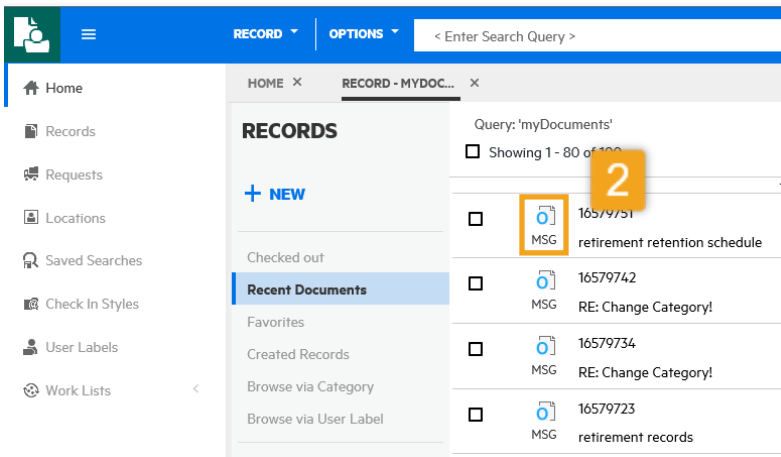 RECORD
OPTIONS
< Enter Search Query >
Home
Records
Requests
Locations
Saved Searches
Check In Styles
User Labels
Work Lists
HOME ×
RECORD - MYDOC... ×
RECORDS
+ NEW
Checked out
Recent Documents
Favorites
Created Records
Browse via Category
Browse via User Label
Query: 'myDocuments'
Showing 1 - 80 of
2
16579751
MSG retirement retention schedule
16579742
MSG RE: Change Category!
16579734
MSG RE: Change Category!
16579723
MSG retirement records